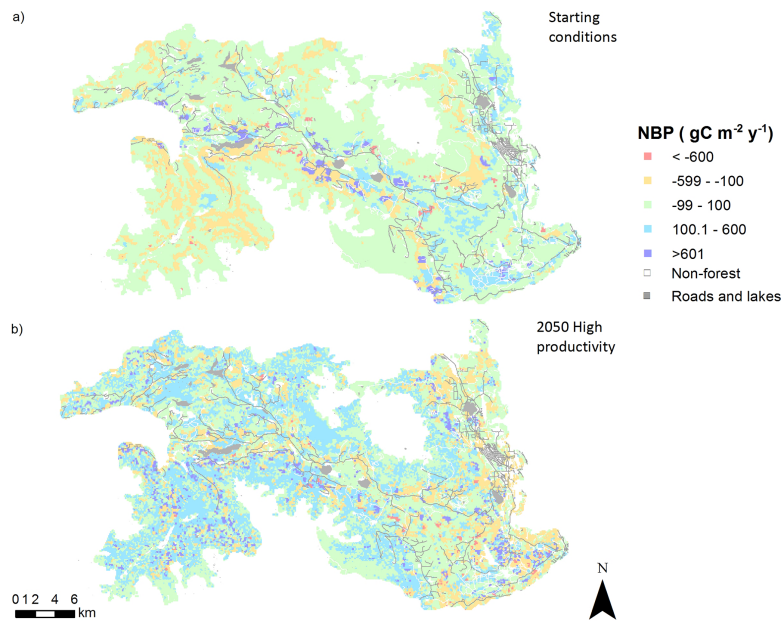 a)
Starting
conditions
NBP ( gC m-2 y-1)
< -600
-599 - -100
-99 - 100
100.1 - 600
>601
Non-forest
Roads and lakes
b)
2050 High
productivity
N
0 1 2 4 6
km